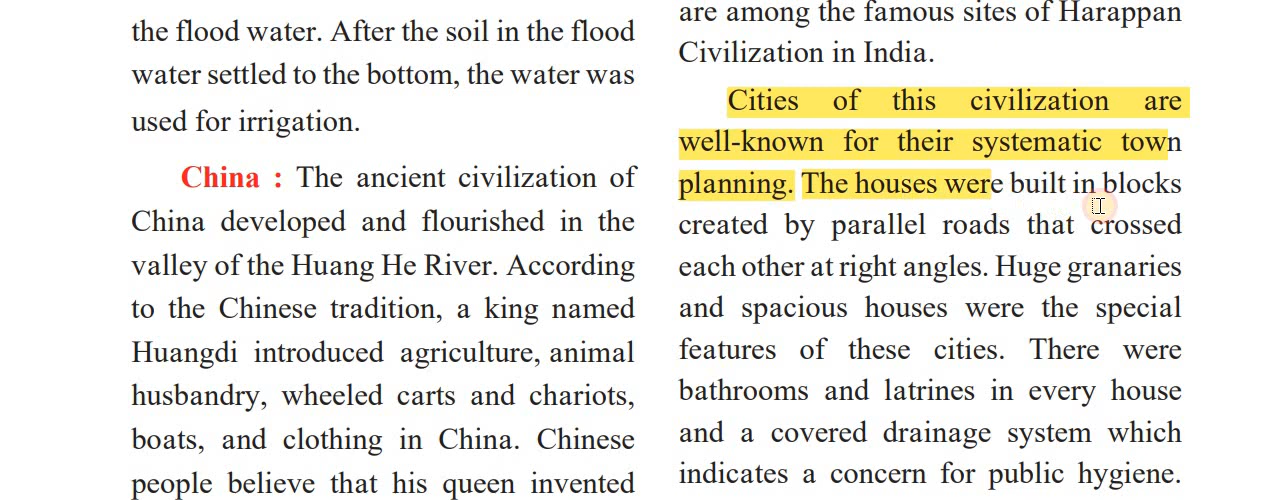 the flood water. After the soil in the flood
water settled to the bottom, the water was
used for irrigation.
China : The ancient civilization of
China developed and flourished in the
valley of the Huang He River. According
to the Chinese tradition, a king named
Huangdi introduced agriculture, animal
husbandry, wheeled carts and chariots,
boats, and clothing in China. Chinese
people believe that his queen invented
are among the famous sites of Harappan
Civilization in India.
Cities of this civilization are
well-known for their systematic town
planning. The houses were built in blocks
created by parallel roads that crossed
each other at right angles. Huge granaries
and spacious houses were the special
features of these cities. There were
bathrooms and latrines in every house
and a covered drainage system which
indicates a concern for public hygiene.